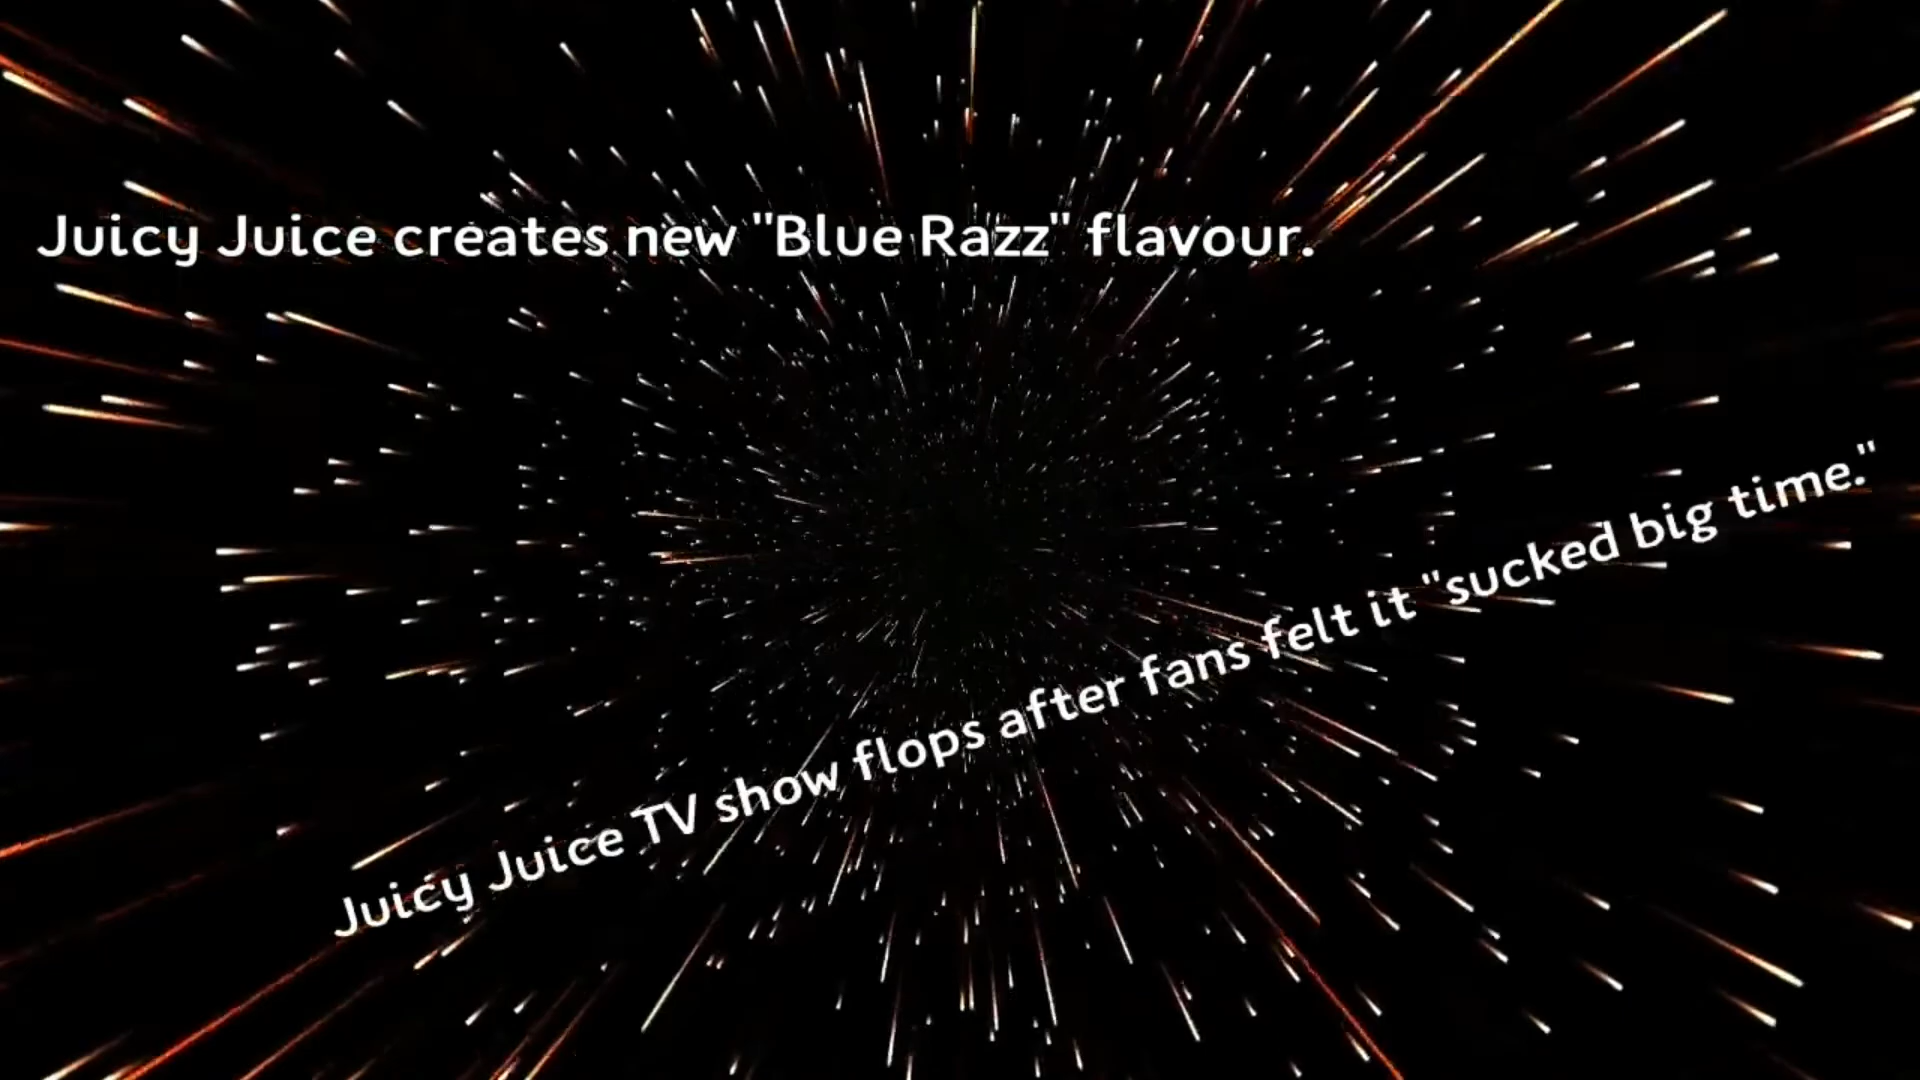 Juicy Juice creates new "Blue Razz" flavour.
Juicy Juice TV show flops after fans felt it "sucked big time."